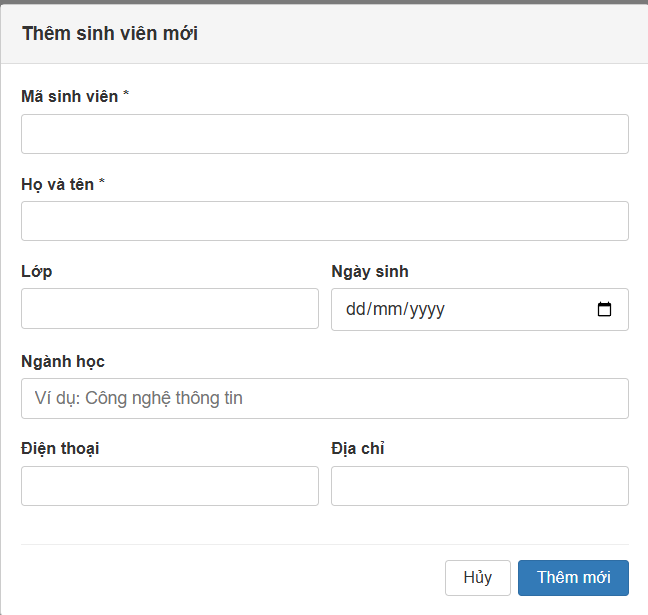 Thêm sinh viên mới
Mã sinh viên *
Họ và tên *
Lớp
Ngày sinh
dd/mm/yyyy
Ngành học
Ví dụ: Công nghệ thông tin
Điện thoại
Địa chỉ
Hủy
Thêm mới